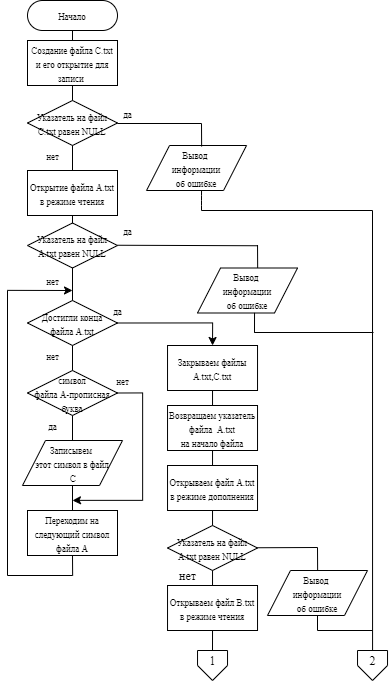 Начало
Создание файла C.txt
и его открытие для
записи
Указатель на файл
C.txt равен NULL
да
нет
Вывод
информации
об ошибке
Открытие файла A.txt
в режиме чтения
Указатель на файл
A.txt равен NULL
да
нет
Вывод
информации
об ошибке
Достигли конца
файла A.txt
да
нет
символ
файла А-прописная
буква
нет
да
Записывем
этот символ в файл
С
Переходим на
следующий символ
файла А
Закрываем файлы
A.txt,C.txt
Возвращаем указатель
файла A.txt
на начало файла
Открываем файл A.txt
в режиме дополнения
Указатель на файл
A.txt равен NULL
нет
Вывод
информации
об ошибке
Открываем файл B.txt
в режиме чтения
1
2